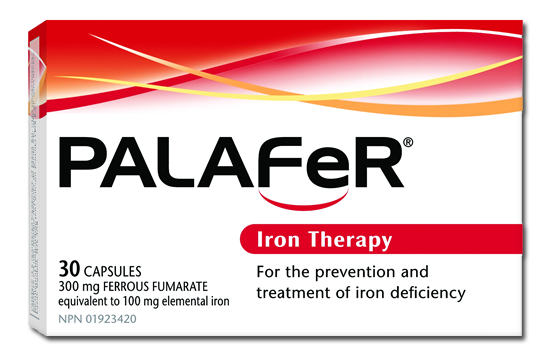 PALAFeR®
Iron Therapy
30 CAPSULES
300 mg FERROUS FUMARATE
equivalent to 100 mg elemental iron
NPN 01923420
For the prevention and
treatment of iron deficiency